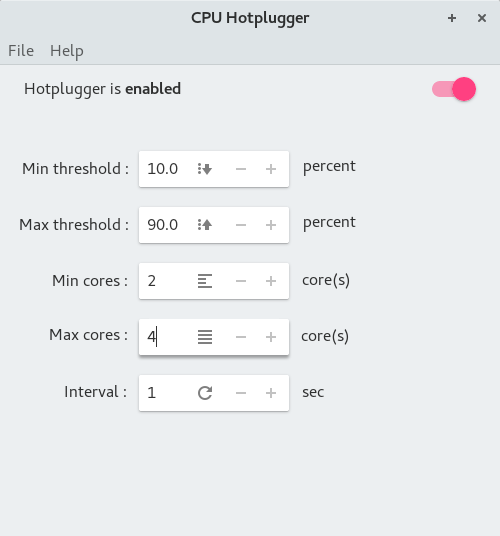 CPU Hotplugger
File Help
Hotplugger is enabled
Min threshold : 10.0 percent
Max threshold : 90.0 percent
Min cores : 2 core(s)
Max cores : 4 core(s)
Interval : 1 sec